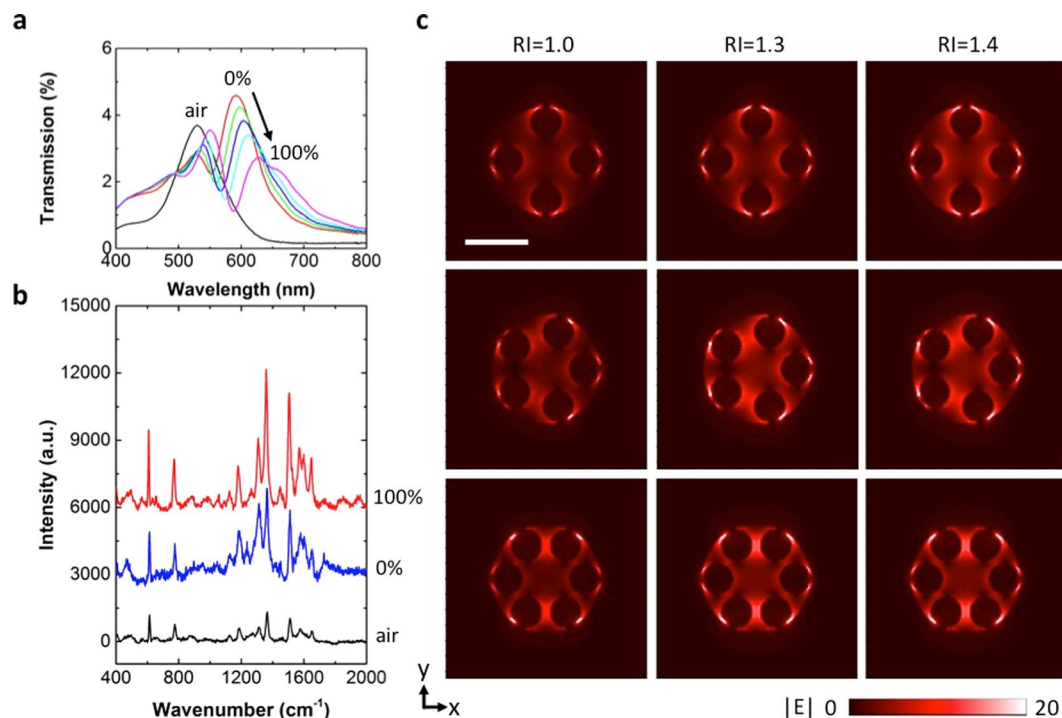 a
6
4
2
0
400
500
600
700
800
Transmission (%)
Wavelength (nm)
air
0%
100%
b
15000
12000
9000
6000
3000
0
400
800
1200
1600
2000
Intensity (a.u.)
Wavenumber (cm⁻¹)
100%
0%
air
c
RI=1.0
RI=1.3
RI=1.4
y
x
|E| 0
20